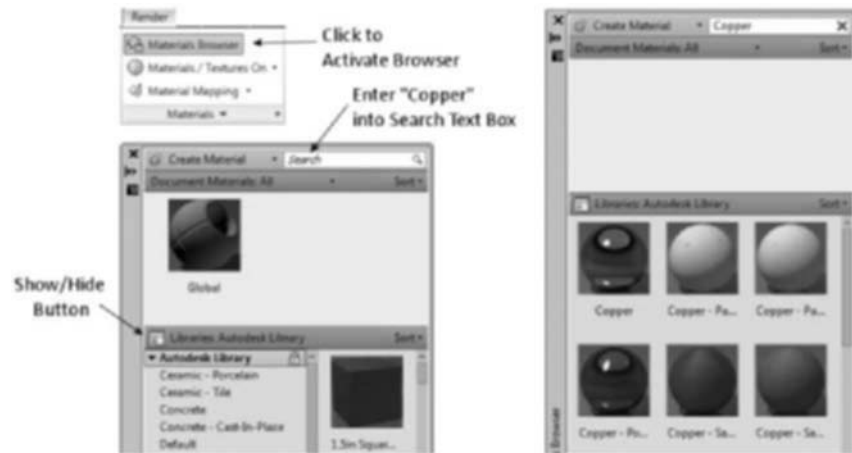 Render
Materials Browser
Materials / Textures On
Material Mapping
Materials
Click to
Activate Browser
Enter "Copper"
into Search Text Box
Create Material
Search
Document Materials: All
Sort
Global
Show/Hide
Button
Libraries: Autodesk Library
Sort
Autodesk Library
Ceramic - Porcelain
Ceramic - Tile
Concrete
Concrete - Cast-In-Place
Default
1.5in Squar...
Create Material
Copper
Document Materials: All
Sort
Libraries: Autodesk Library
Sort
Copper
Copper - Pa...
Copper - Pa...
Copper - Po...
Copper - Sa...
Copper - Sa...
Browser